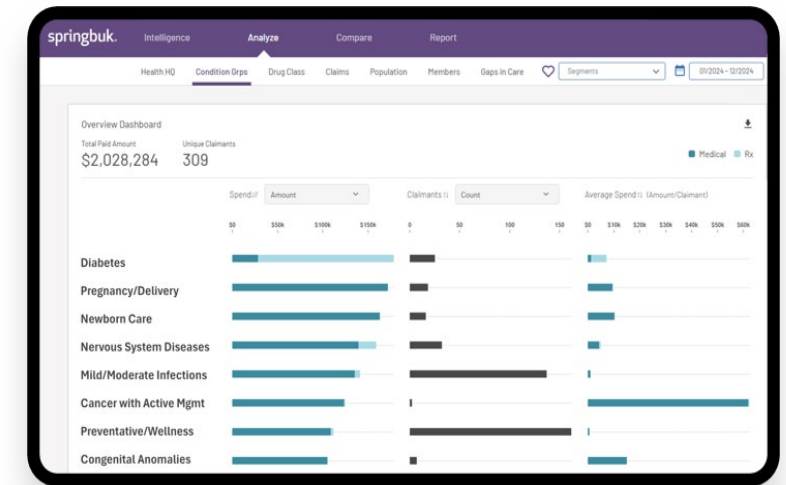 springbuk. Intelligence Analyze Compare Report
Health HQ Condition Grps Drug Class Claims Population Members Gaps in Care Segments 01/2024 - 12/2024
Overview Dashboard
Total Paid Amount Unique Claimants
$2,028,284 309
Medical Rx
Spend Amount Claimants Count Average Spend (Amount/Claimant)
$0 $50k $100k $150k 0 50 100 150 $0 $10k $20k $30k $40k $50k $60k
Diabetes
Pregnancy/Delivery
Newborn Care
Nervous System Diseases
Mild/Moderate Infections
Cancer with Active Mgmt
Preventative/Wellness
Congenital Anomalies